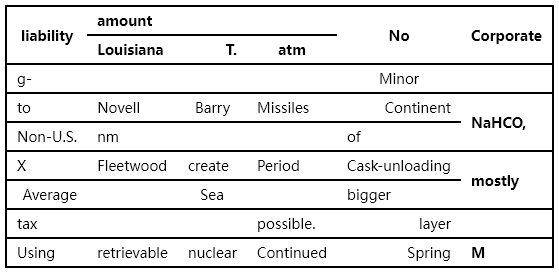 liability amount No Corporate
Louisiana T. atm
g- Minor
to Novell Barry Missiles Continent NaHCO,
Non-U.S. nm of
X Fleetwood create Period Cask-unloading mostly
Average Sea bigger
tax possible. layer
Using retrievable nuclear Continued Spring M